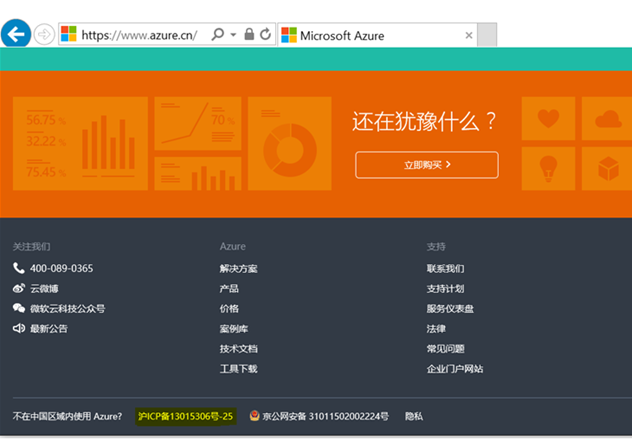 https://www.azure.cn/
Microsoft Azure
56.75 %
32.22 %
75.45 %
70 %
还在犹豫什么？
立即购买
关注我们
400-089-0365
云微博
微软云科技公众号
最新公告
Azure
解决方案
产品
价格
案例库
技术文档
工具下载
支持
联系我们
支持计划
服务仪表盘
法律
常见问题
企业门户网站
不在中国区域内使用 Azure?
沪ICP备13015306号-25
京公网安备 31011502002224号
隐私